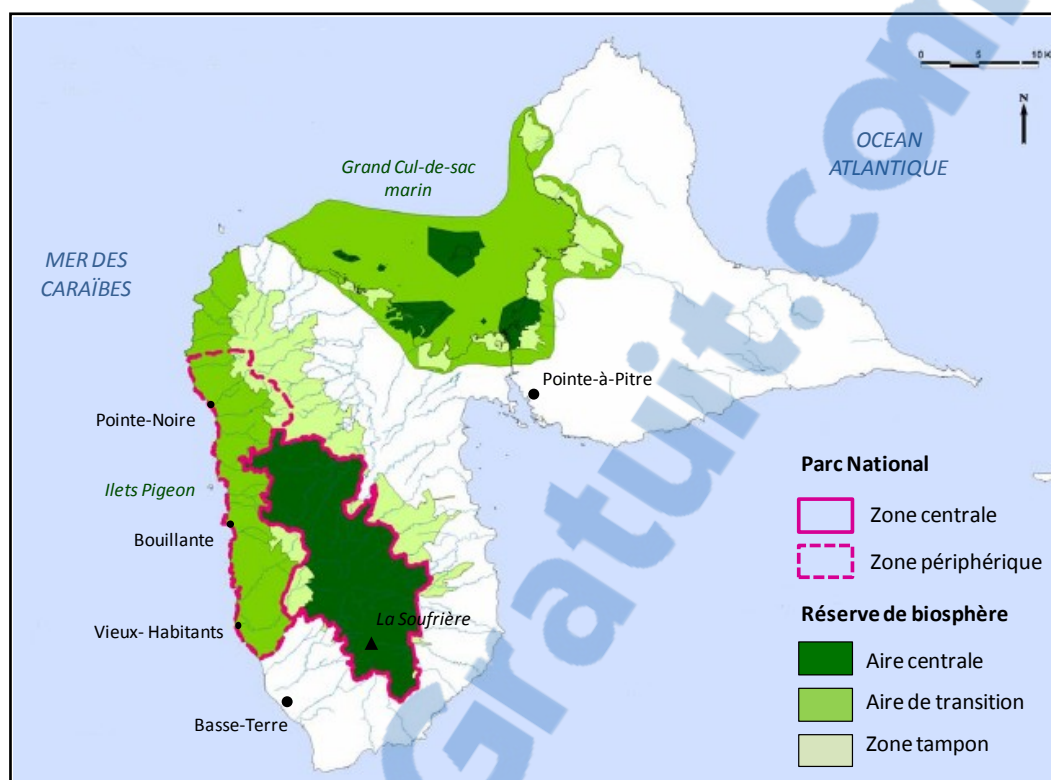 0 5 10 K
N
OCEAN
ATLANTIQUE
Grand Cul-de-sac
marin
MER DES
CARAÏBES
Pointe-à-Pitre
Pointe-Noire
Ilets Pigeon
Bouillante
Vieux- Habitants
La Soufrière
Basse-Terre
Parc National
Zone centrale
Zone périphérique
Réserve de biosphère
Aire centrale
Aire de transition
Zone tampon
Gratuit.com